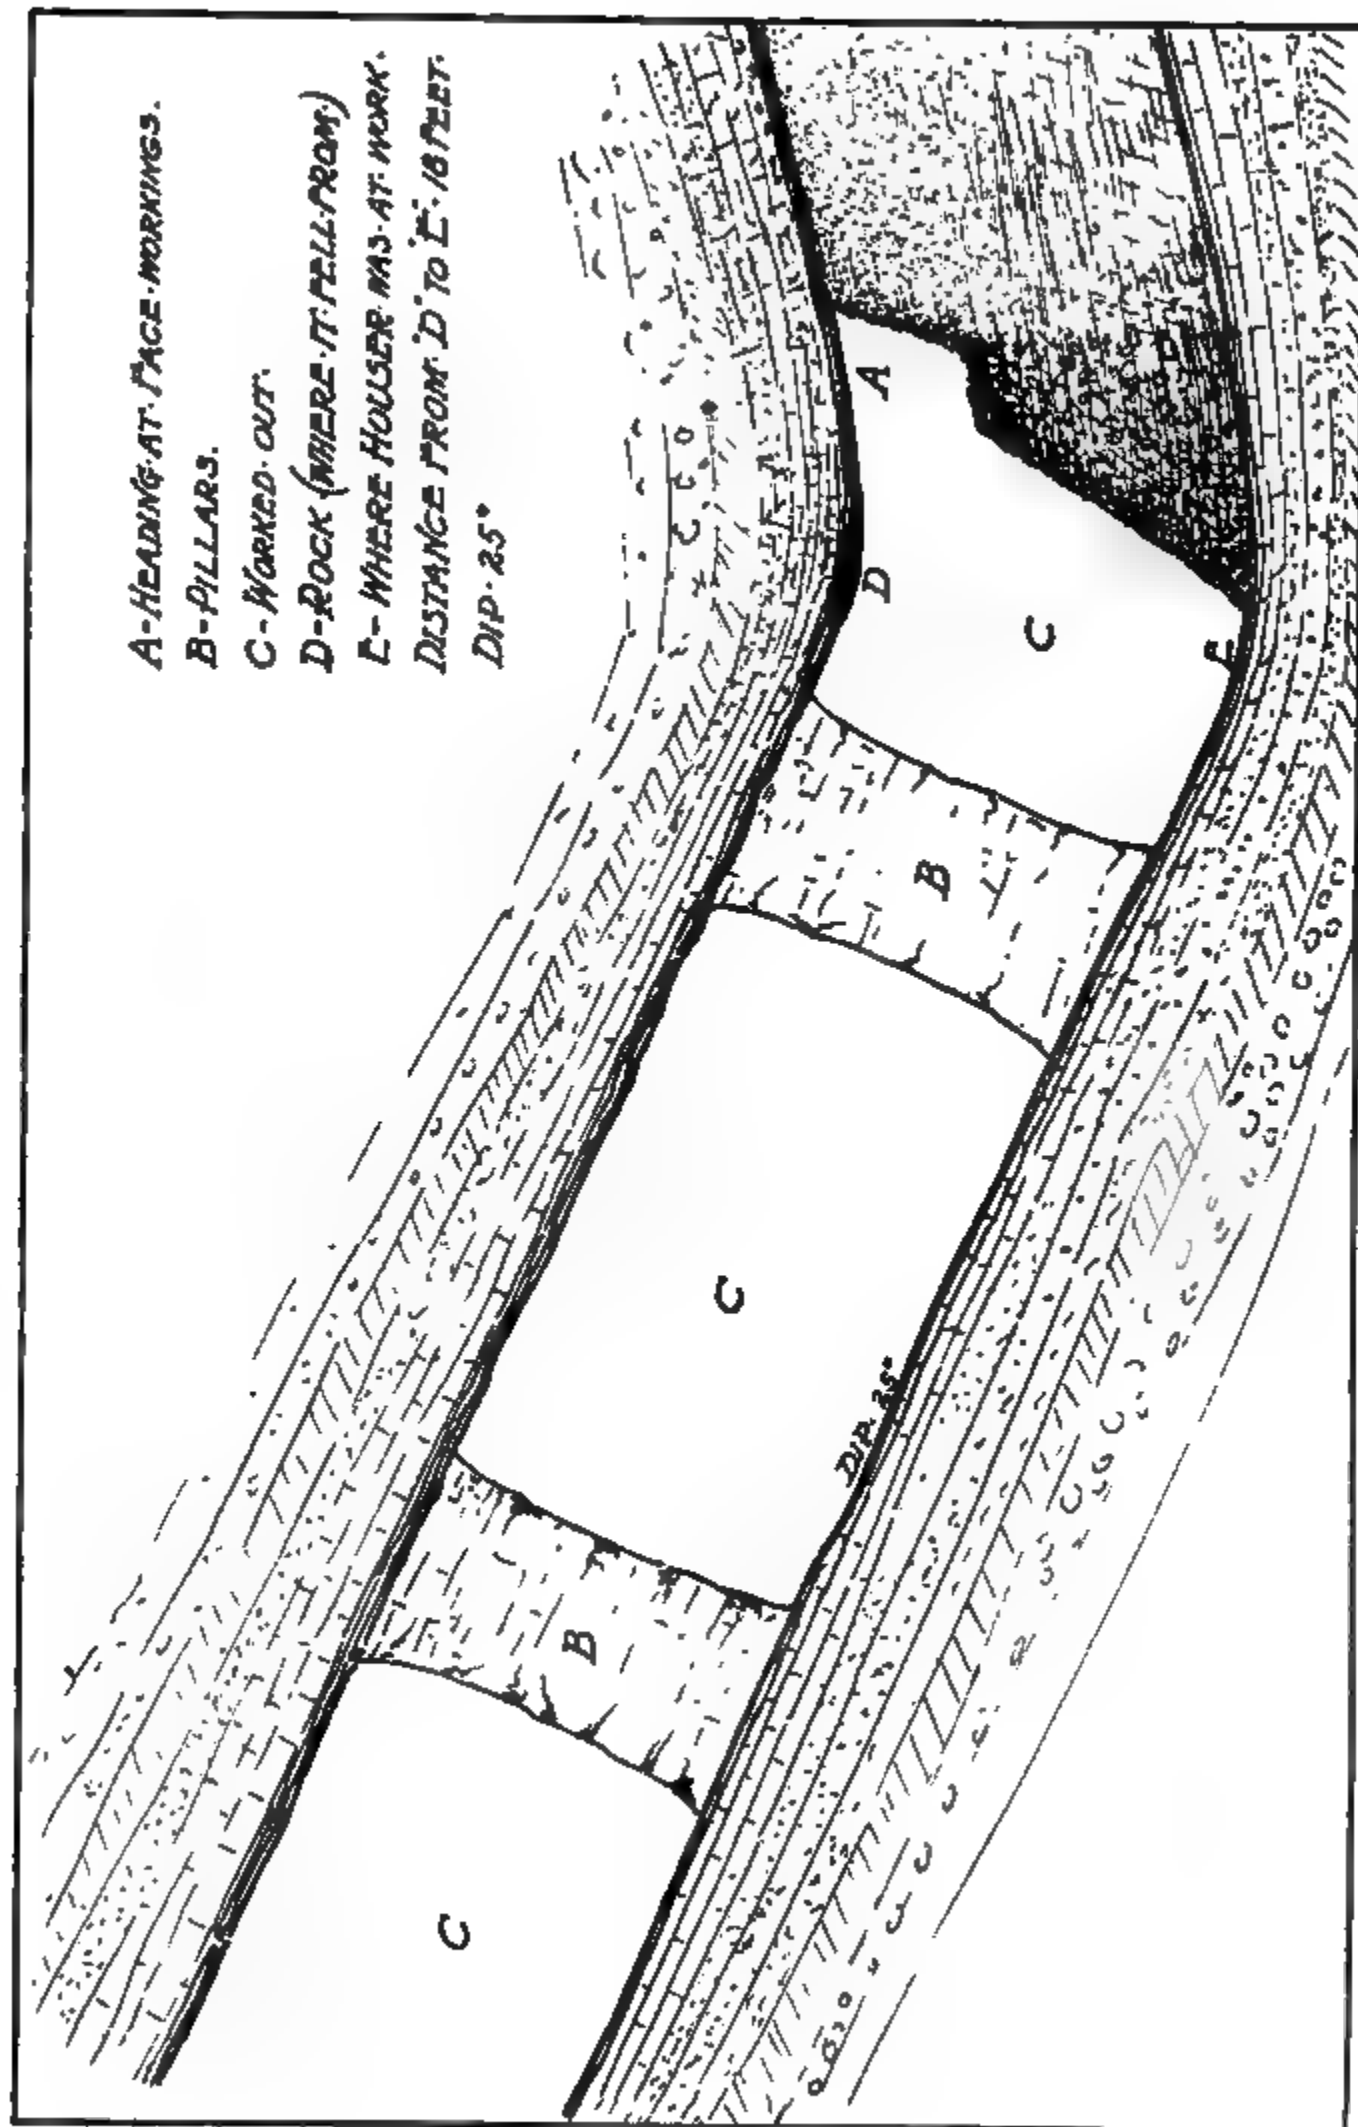 A-HEADING·AT·FACE·WORKINGS.
B-PILLARS.
C-WORKED·OUT·
D-ROCK (WHERE·IT·FELL·FROM)
E-WHERE·HOUSER·WAS·AT·WORK·
DISTANCE FROM "D" TO "E" 18 FEET.
DIP·25°
A
D
C
E
B
C
DIP·25°
B
C